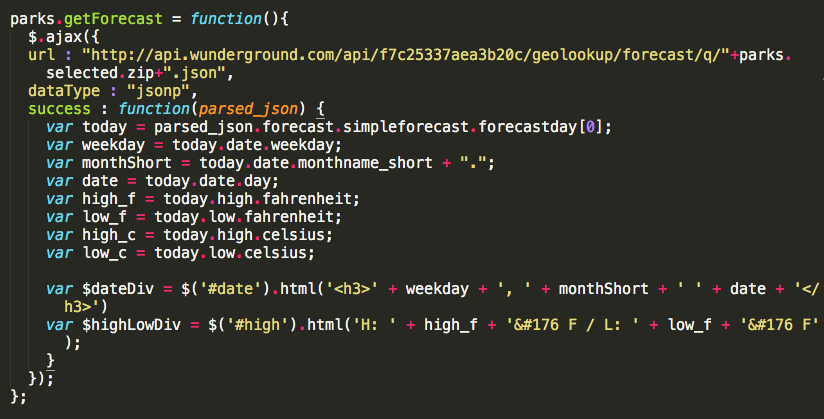 parks.getForecast = function(){
$.ajax({
url : "http://api.wunderground.com/api/f7c25337aea3b20c/geolookup/forecast/q/"+parks.
selected.zip+".json",
dataType : "jsonp",
success : function(parsed_json) {
var today = parsed_json.forecast.simpleforecast.forecastday[0];
var weekday = today.date.weekday;
var monthShort = today.date.monthname_short + ".";
var date = today.date.day;
var high_f = today.high.fahrenheit;
var low_f = today.low.fahrenheit;
var high_c = today.high.celsius;
var low_c = today.low.celsius;
var $dateDiv = $('#date').html('<h3>' + weekday + ', ' + monthShort + ' ' + date + '</
h3>')
var $highLowDiv = $('#high').html('H: ' + high_f + '&#176 F / L: ' + low_f + '&#176 F'
);
}
});
};